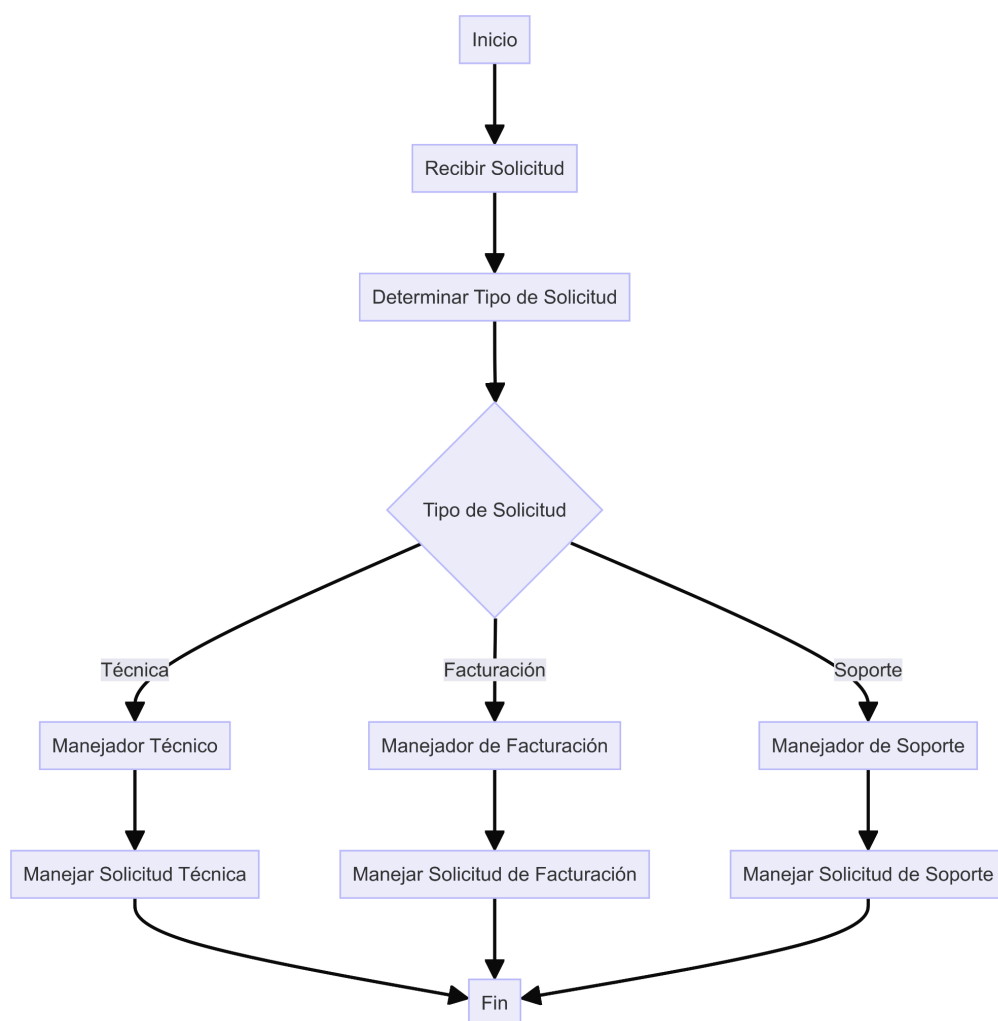 Inicio
Recibir Solicitud
Determinar Tipo de Solicitud
Tipo de Solicitud
Técnica
Facturación
Soporte
Manejador Técnico
Manejador de Facturación
Manejador de Soporte
Manejar Solicitud Técnica
Manejar Solicitud de Facturación
Manejar Solicitud de Soporte
Fin